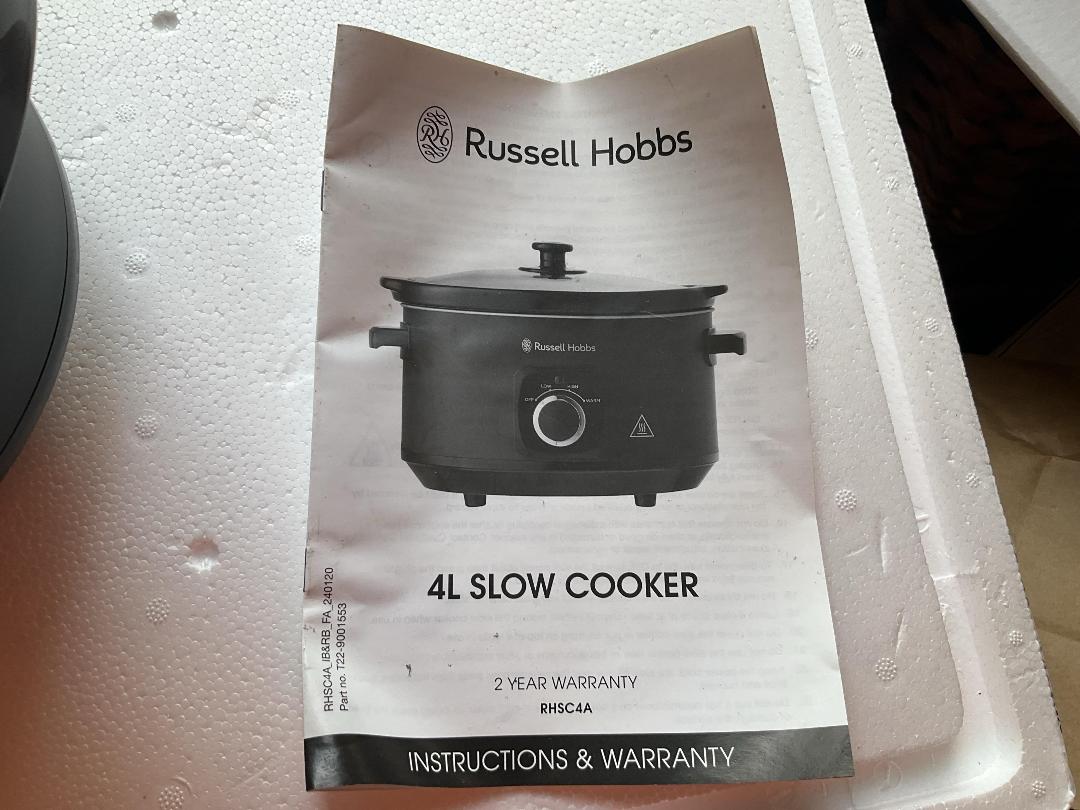 RH Russell Hobbs
Russell Hobbs
OFF LOW HIGH WARM
4L SLOW COOKER
RHSC4A_IB&RB_FA_240120
Part no. T22-9001553
2 YEAR WARRANTY
RHSC4A
INSTRUCTIONS & WARRANTY